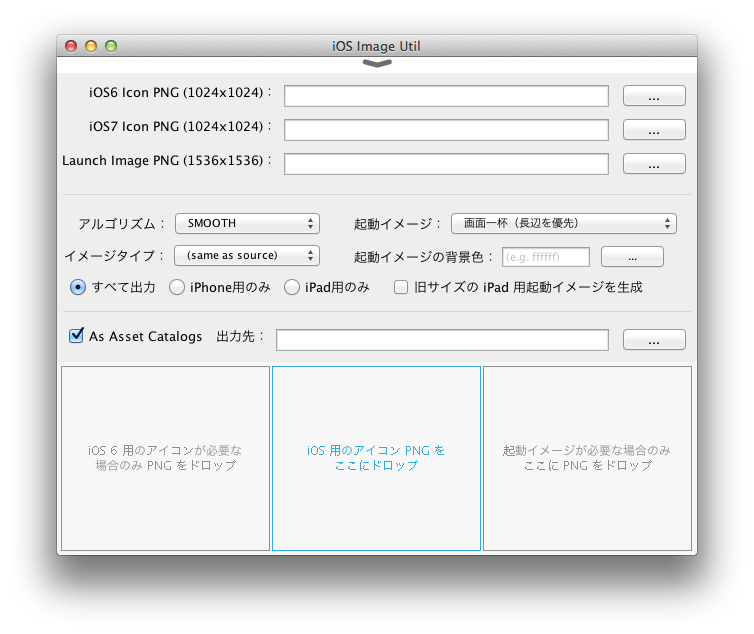 iOS Image Util
iOS6 Icon PNG (1024x1024) :
...
iOS7 Icon PNG (1024x1024) :
...
Launch Image PNG (1536x1536) :
...
アルゴリズム : SMOOTH 起動イメージ : 画面一杯（長辺を優先）
イメージタイプ : (same as source) 起動イメージの背景色 : (e.g. ffffff) ...
すべて出力 iPhone用のみ iPad用のみ 旧サイズの iPad 用起動イメージを生成
As Asset Catalogs 出力先 : ...
iOS 6 用のアイコンが必要な
場合のみ PNG をドロップ
iOS 用のアイコン PNG を
ここにドロップ
起動イメージが必要な場合のみ
ここに PNG をドロップ